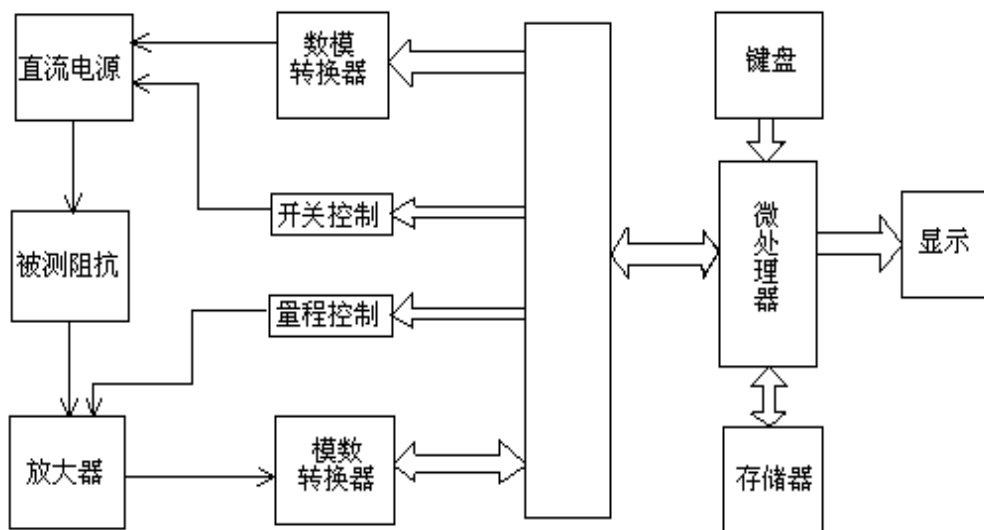 直流电源
数模
转换器
键盘
开关控制
微
处
理
器
显示
被测阻抗
量程控制
放大器
模数
转换器
存储器